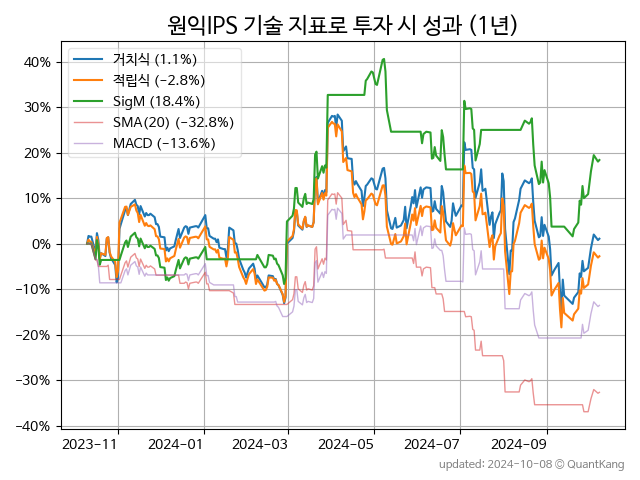 원익IPS 기술 지표로 투자 시 성과 (1년)
거치식 (1.1%)
적립식 (−2.8%)
SigM (18.4%)
SMA(20) (−32.8%)
MACD (−13.6%)
40%
30%
20%
10%
0%
−10%
−20%
−30%
−40%
2023-11 2024-01 2024-03 2024-05 2024-07 2024-09
updated: 2024-10-08 @ QuantKang